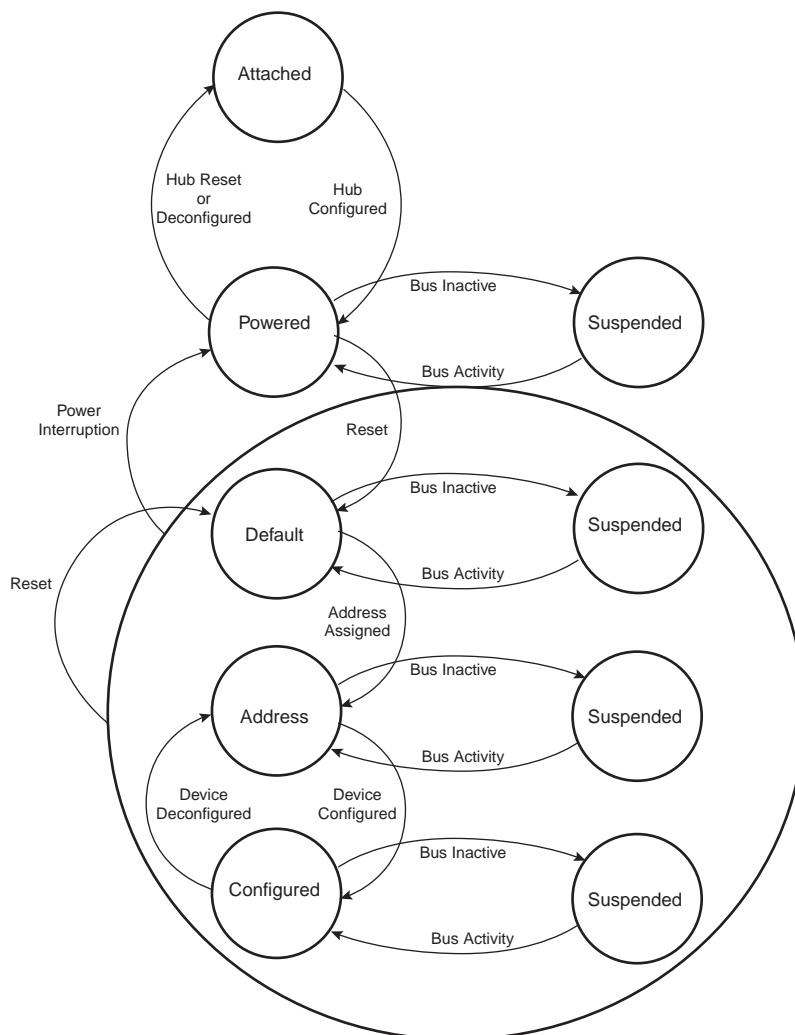 Attached
Hub Reset
or
Deconfigured
Hub
Configured
Bus Inactive
Powered
Suspended
Bus Activity
Power
Interruption
Reset
Bus Inactive
Default
Suspended
Bus Activity
Reset
Address
Assigned
Bus Inactive
Address
Suspended
Bus Activity
Device
Deconfigured
Device
Configured
Bus Inactive
Configured
Suspended
Bus Activity